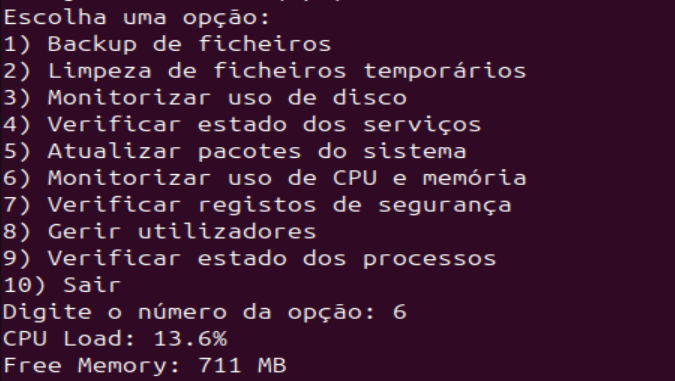 Escolha uma opção:
1) Backup de ficheiros
2) Limpeza de ficheiros temporários
3) Monitorizar uso de disco
4) Verificar estado dos serviços
5) Atualizar pacotes do sistema
6) Monitorizar uso de CPU e memória
7) Verificar registos de segurança
8) Gerir utilizadores
9) Verificar estado dos processos
10) Sair
Digite o número da opção: 6
CPU Load: 13.6%
Free Memory: 711 MB